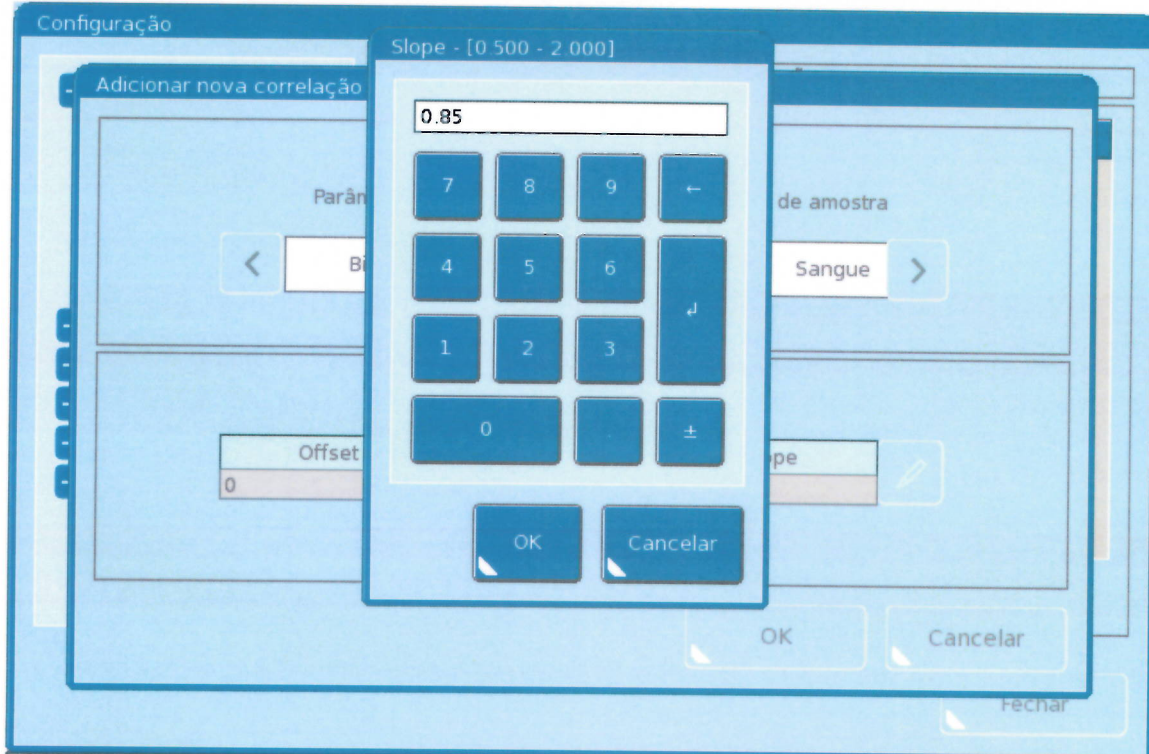 Configuração
Adicionar nova correlação
Slope - [0.500 - 2.000]
0.85
7 8 9 ←
4 5 6 ↲
1 2 3
0 . ±
OK Cancelar
de amostra
Sangue
Offset
0
OK Cancelar
Fechar